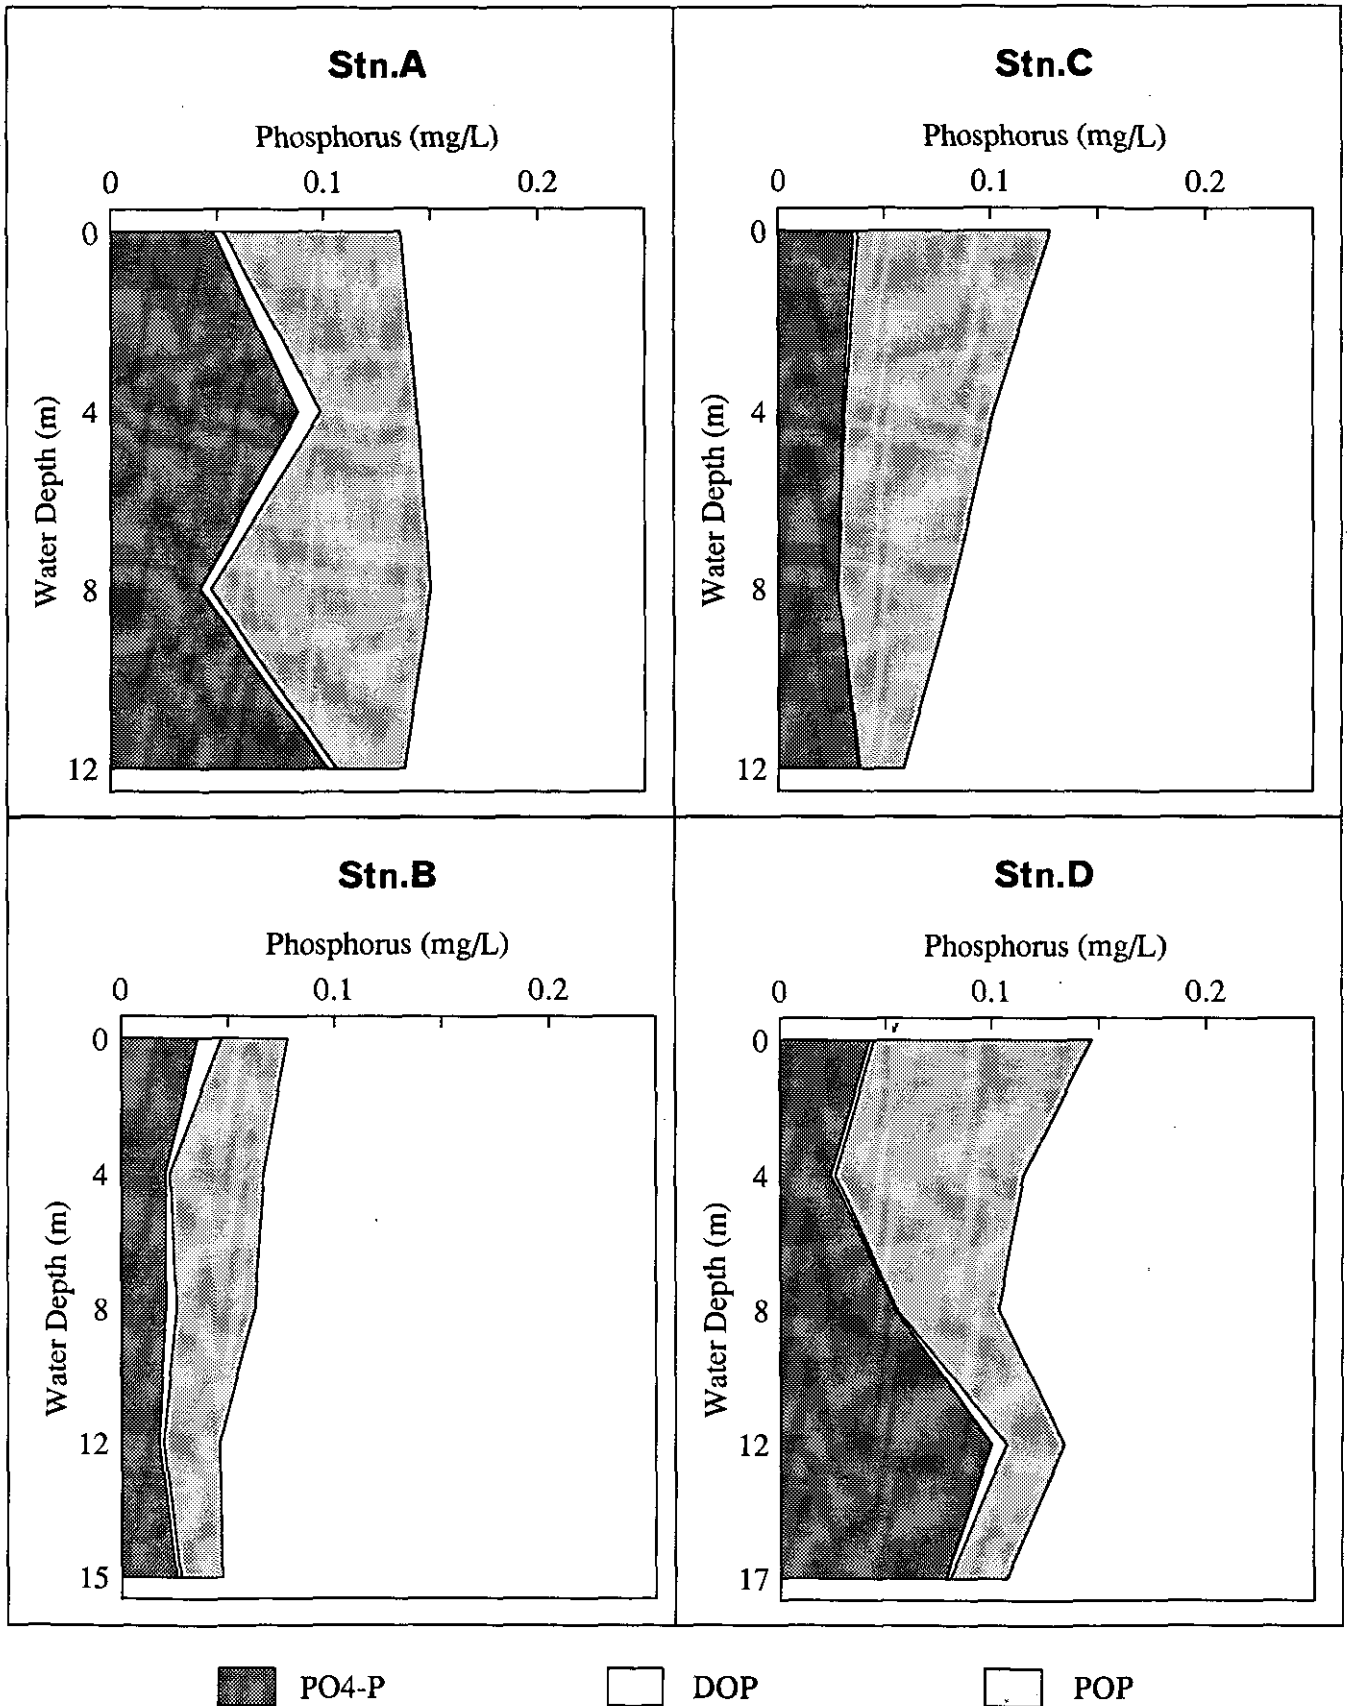 Stn.A
Phosphorus (mg/L)
0 0.1 0.2
0
4
8
12
Water Depth (m)
Stn.C
Phosphorus (mg/L)
0 0.1 0.2
0
4
8
12
Water Depth (m)
Stn.B
Phosphorus (mg/L)
0 0.1 0.2
0
4
8
12
15
Water Depth (m)
Stn.D
Phosphorus (mg/L)
0 0.1 0.2
0
4
8
12
17
Water Depth (m)
PO4-P DOP POP